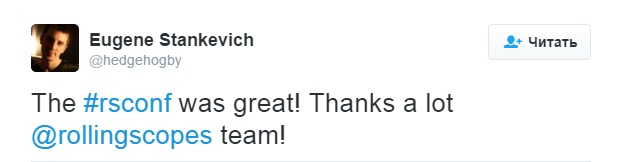 Eugene Stankevich
@hedgehogby
Читать
The #rsconf was great! Thanks a lot
@rollingscopes team!